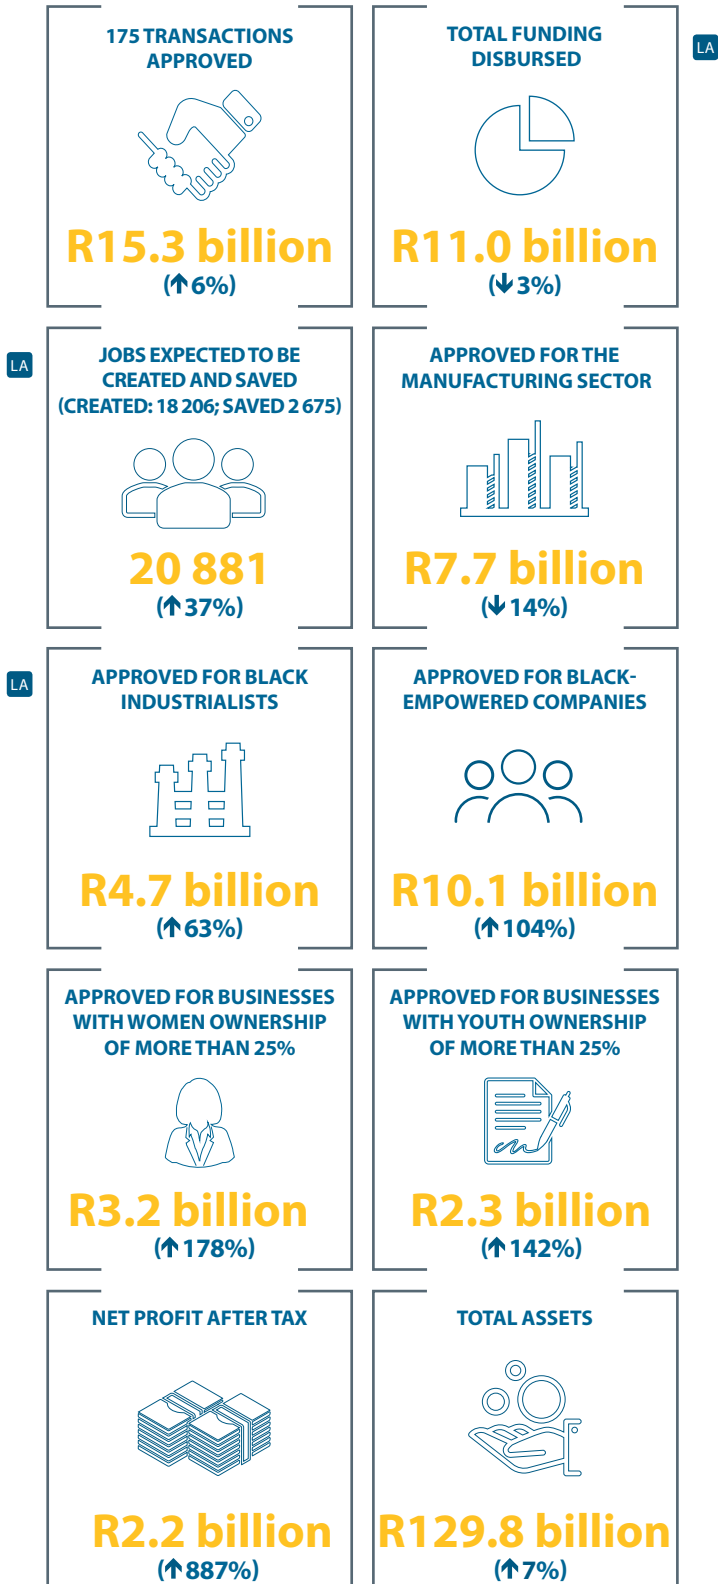 175 TRANSACTIONS
APPROVED
R15.3 billion
(↑6%)
TOTAL FUNDING
DISBURSED
R11.0 billion
(↓3%)
LA
LA
JOBS EXPECTED TO BE
CREATED AND SAVED
(CREATED: 18 206; SAVED 2 675)
20 881
(↑37%)
APPROVED FOR THE
MANUFACTURING SECTOR
R7.7 billion
(↓14%)
LA
APPROVED FOR BLACK
INDUSTRIALISTS
R4.7 billion
(↑63%)
APPROVED FOR BLACK-
EMPOWERED COMPANIES
R10.1 billion
(↑104%)
APPROVED FOR BUSINESSES
WITH WOMEN OWNERSHIP
OF MORE THAN 25%
R3.2 billion
(↑178%)
APPROVED FOR BUSINESSES
WITH YOUTH OWNERSHIP
OF MORE THAN 25%
R2.3 billion
(↑142%)
NET PROFIT AFTER TAX
R2.2 billion
(↑887%)
TOTAL ASSETS
R129.8 billion
(↑7%)